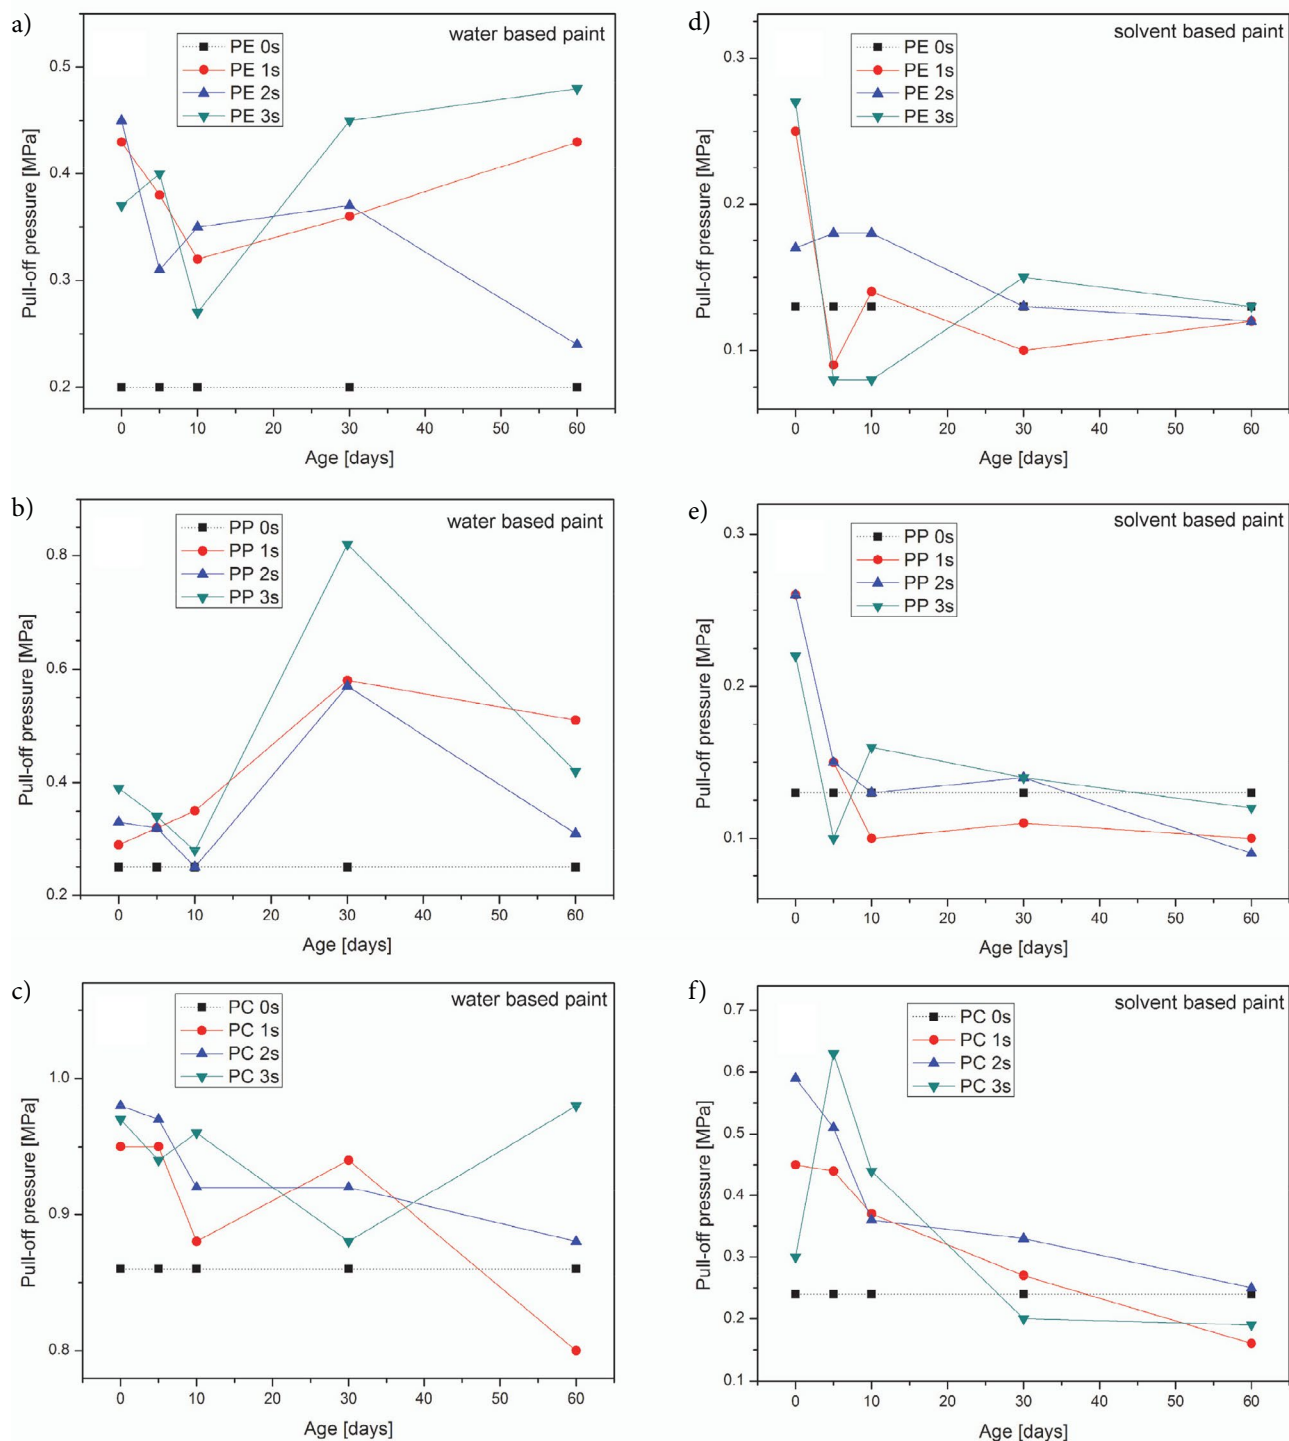 a)
water based paint
PE 0s
PE 1s
PE 2s
PE 3s
0.5
0.4
0.3
0.2
Pull-off pressure [MPa]
0 10 20 30 40 50 60
Age [days]
d)
solvent based paint
PE 0s
PE 1s
PE 2s
PE 3s
0.3
0.2
0.1
Pull-off pressure [MPa]
0 10 20 30 40 50 60
Age [days]
b)
water based paint
PP 0s
PP 1s
PP 2s
PP 3s
0.8
0.6
0.4
0.2
Pull-off pressure [MPa]
0 10 20 30 40 50 60
Age [days]
e)
solvent based paint
PP 0s
PP 1s
PP 2s
PP 3s
0.3
0.2
0.1
Pull-off pressure [MPa]
0 10 20 30 40 50 60
Age [days]
c)
water based paint
PC 0s
PC 1s
PC 2s
PC 3s
1.0
0.9
0.8
Pull-off pressure [MPa]
0 10 20 30 40 50 60
Age [days]
f)
solvent based paint
PC 0s
PC 1s
PC 2s
PC 3s
0.7
0.6
0.5
0.4
0.3
0.2
0.1
Pull-off pressure [MPa]
0 10 20 30 40 50 60
Age [days]